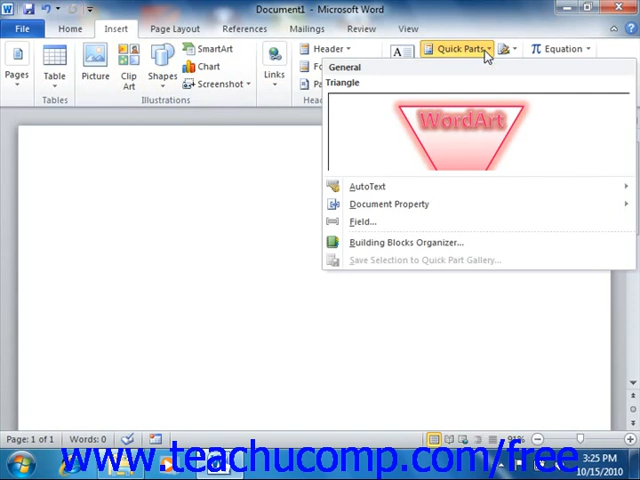 Document1 - Microsoft Word
File Home Insert Page Layout References Mailings Review View
Pages
Table
Tables
Picture
Clip Art
Shapes
SmartArt
Chart
Screenshot
Illustrations
Links
Header
A
Quick Parts
π Equation
General
Triangle
WordArt
AutoText
Document Property
Field...
Building Blocks Organizer...
Save Selection to Quick Part Gallery...
Page: 1 of 1 Words: 0
91%
www.teachucomp.com/free
3:25 PM
10/15/2010